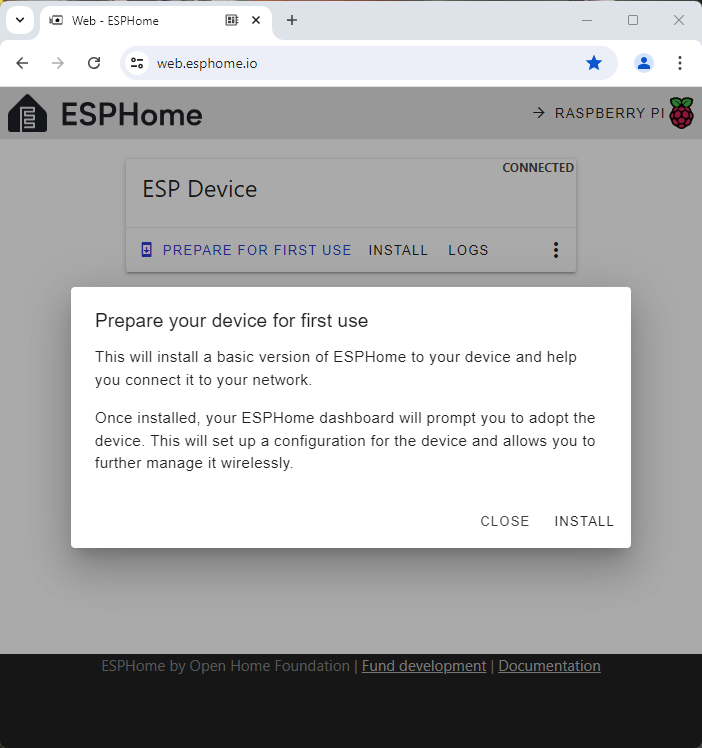 Web - ESPHome
web.esphome.io
ESPHome
RASPBERRY PI
CONNECTED
ESP Device
PREPARE FOR FIRST USE INSTALL LOGS
Prepare your device for first use
This will install a basic version of ESPHome to your device and help
you connect it to your network.
Once installed, your ESPHome dashboard will prompt you to adopt the
device. This will set up a configuration for the device and allows you to
further manage it wirelessly.
CLOSE INSTALL
ESPHome by Open Home Foundation | Fund development | Documentation